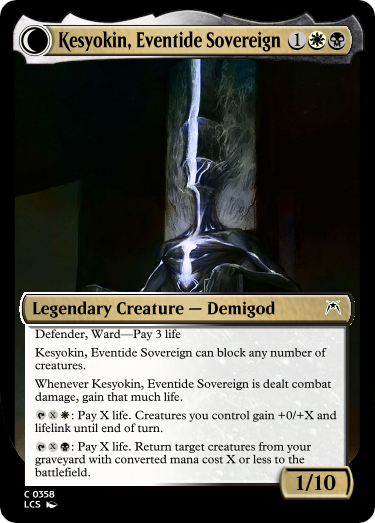 Kesyokin, Eventide Sovereign 1
Legendary Creature — Demigod
Defender, Ward—Pay 3 life
Kesyokin, Eventide Sovereign can block any number of
creatures.
Whenever Kesyokin, Eventide Sovereign is dealt combat
damage, gain that much life.
X : Pay X life. Creatures you control gain +0/+X and
lifelink until end of turn.
X : Pay X life. Return target creatures from your
graveyard with converted mana cost X or less to the
battlefield.
1/10
C 0358
LCS